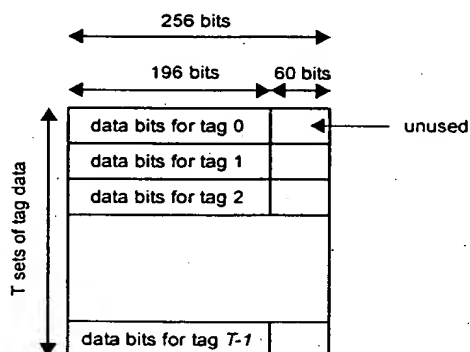 256 bits
196 bits 60 bits
data bits for tag 0 unused
data bits for tag 1
data bits for tag 2
T sets of tag data
data bits for tag T-1